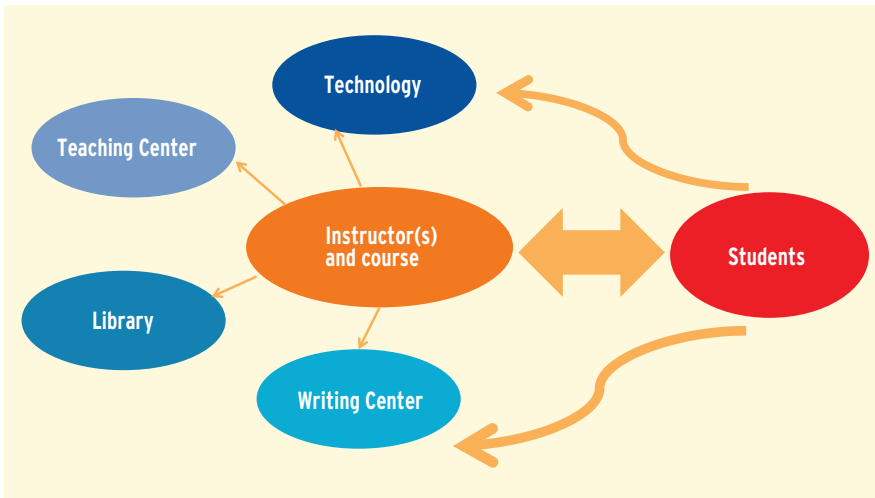 Technology
Teaching Center
Instructor(s)
and course
Students
Library
Writing Center